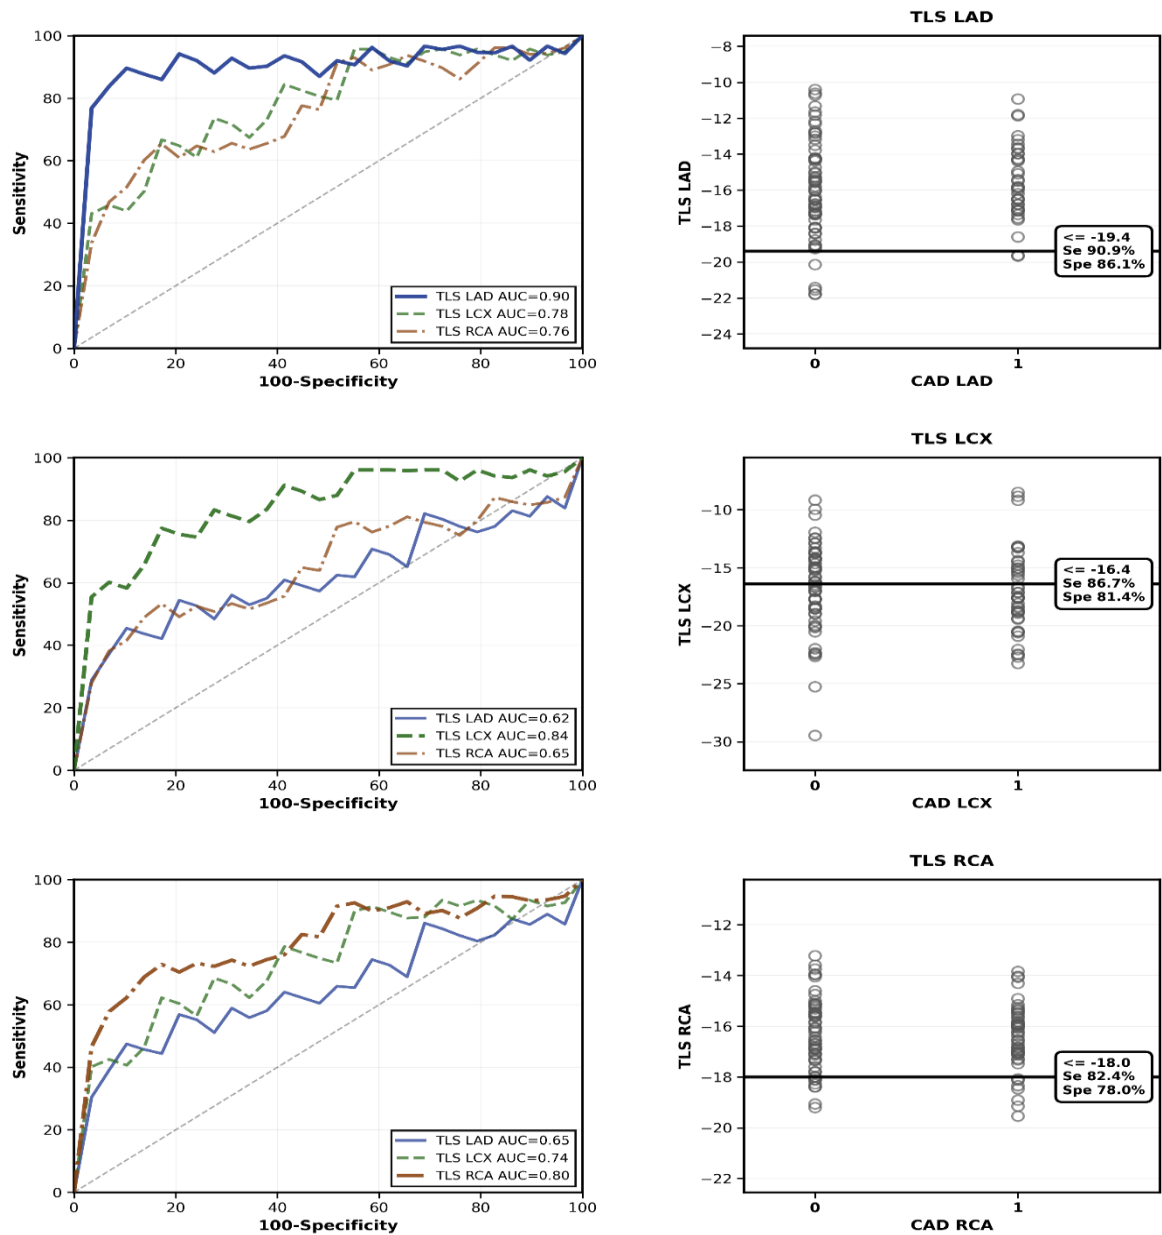 100
80
60
40
20
0
Sensitivity
TLS LAD AUC=0.90
TLS LCX AUC=0.78
TLS RCA AUC=0.76
0 20 40 60 80 100
100-Specificity
TLS LAD
−8
−10
−12
−14
−16
−18
−20
−22
−24
TLS LAD
<= -19.4
Se 90.9%
Spe 86.1%
0 1
CAD LAD
100
80
60
40
20
0
Sensitivity
TLS LAD AUC=0.62
TLS LCX AUC=0.84
TLS RCA AUC=0.65
0 20 40 60 80 100
100-Specificity
TLS LCX
−10
−15
−20
−25
−30
TLS LCX
<= -16.4
Se 86.7%
Spe 81.4%
0 1
CAD LCX
100
80
60
40
20
0
Sensitivity
TLS LAD AUC=0.65
TLS LCX AUC=0.74
TLS RCA AUC=0.80
0 20 40 60 80 100
100-Specificity
TLS RCA
−12
−14
−16
−18
−20
−22
TLS RCA
<= -18.0
Se 82.4%
Spe 78.0%
0 1
CAD RCA